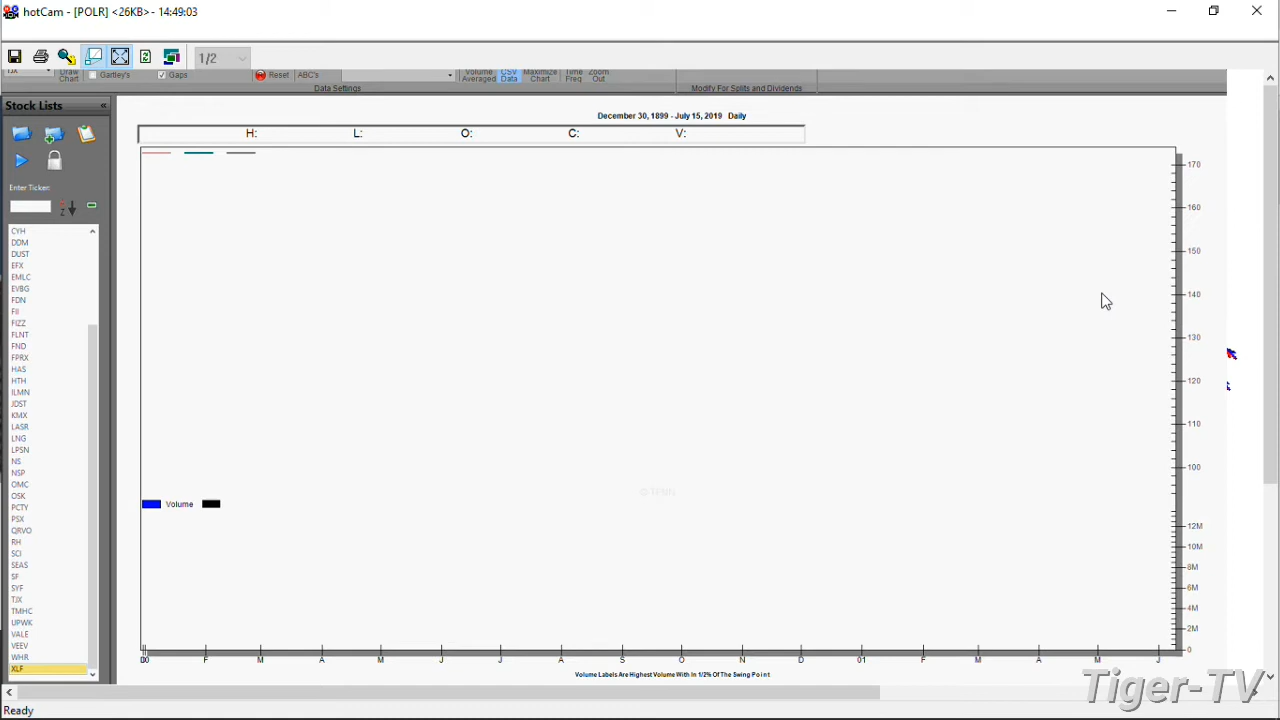 hotCam - [POLR] <26KB> - 14:49:03
1/2
TJX Draw Chart Gartley's Gaps Reset ABC's Volume Averaged CSV Data Maximize Chart Time Freq Zoom Out
Data Settings Modify For Splits and Dividends
Stock Lists «
December 30, 1899 - July 15, 2019 Daily
H: L: O: C: V:
Enter Ticker:
CYH
DDM
DUST
EFX
EMLC
EVBG
FDN
FII
FIZZ
FLNT
FND
FPRX
HAS
HTH
ILMN
JDST
KMX
LASR
LNG
LPSN
NS
NSP
OMC
OSK
PCTY
PSX
QRVO
RH
SCI
SEAS
SF
SYF
TJX
TMHC
UPWK
VALE
VEEV
WHR
XLF
170
160
150
140
130
120
110
100
© TFNN
Volume
12M
10M
8M
6M
4M
2M
0
00 F M A M J J A S O N D 01 F M A M J
Volume Labels Are Highest Volume With In 1/2% Of The Swing Point
Tiger-TV
Ready